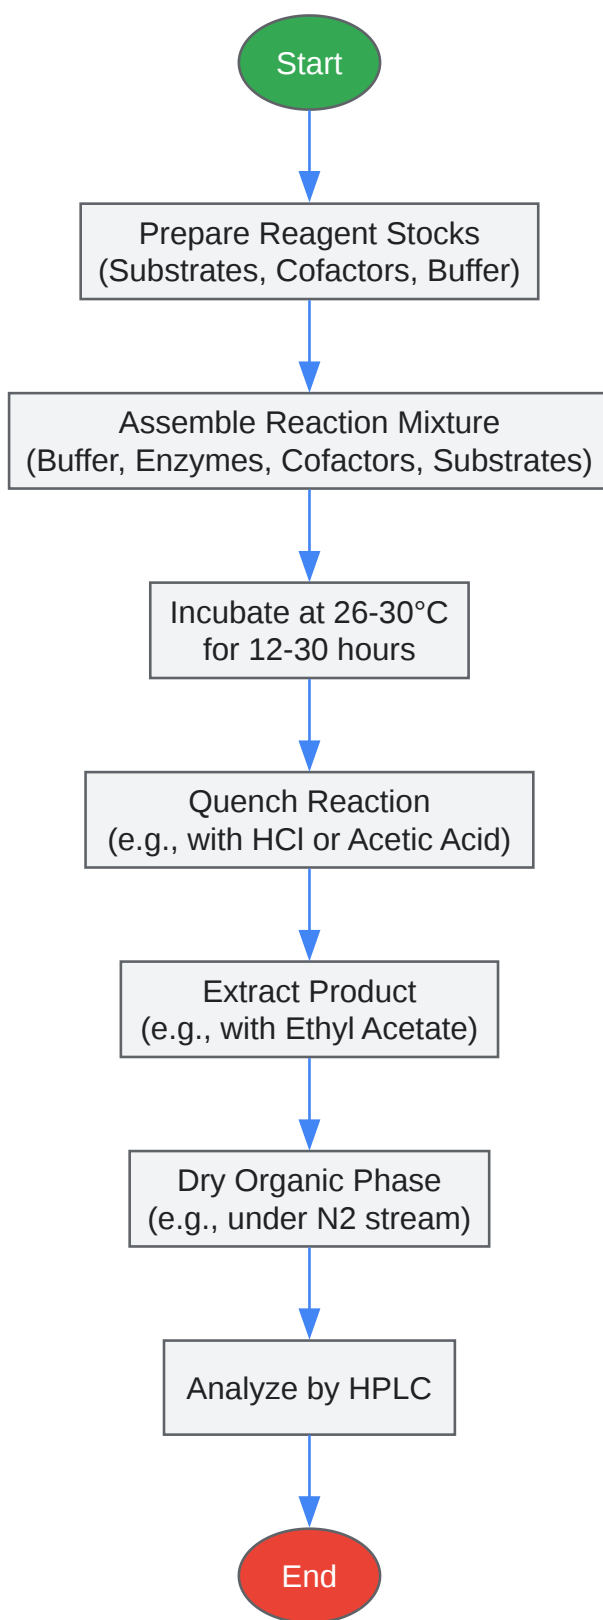 Start
Prepare Reagent Stocks
(Substrates, Cofactors, Buffer)
Assemble Reaction Mixture
(Buffer, Enzymes, Cofactors, Substrates)
Incubate at 26-30°C
for 12-30 hours
Quench Reaction
(e.g., with HCl or Acetic Acid)
Extract Product
(e.g., with Ethyl Acetate)
Dry Organic Phase
(e.g., under N2 stream)
Analyze by HPLC
End